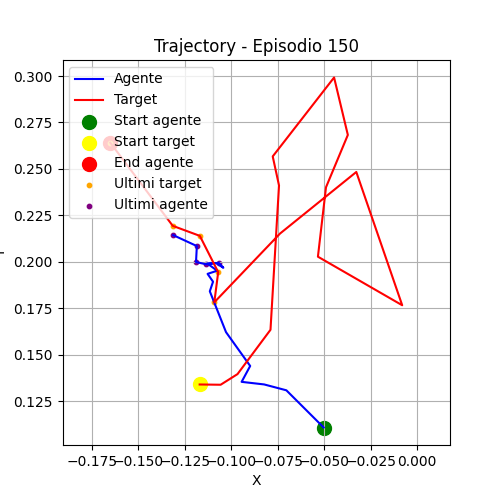 Trajectory - Episodio 150
Agente
Target
Start agente
Start target
End agente
Ultimi target
Ultimi agente
0.300
0.275
0.250
0.225
0.200
0.175
0.150
0.125
−0.175 −0.150 −0.125 −0.100 −0.075 −0.050 −0.025 0.000
X